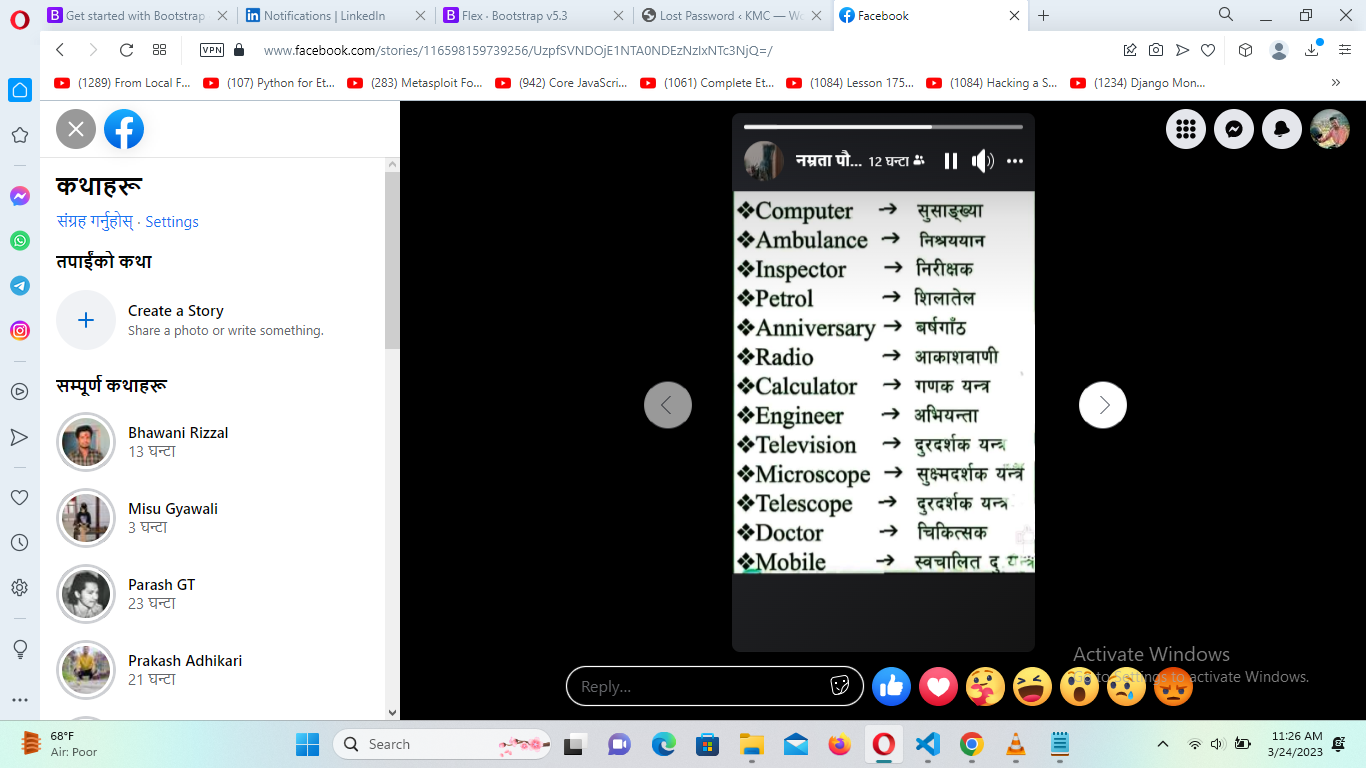 Get started with Bootstrap
Notifications | LinkedIn
Flex · Bootstrap v5.3
Lost Password ‹ KMC — Wo
Facebook
VPN
www.facebook.com/stories/116598159739256/UzpfSVNDOjE1NTA0NDEzNzIxNTc3NjQ=/
(1289) From Local F...
(107) Python for Et...
(283) Metasploit Fo...
(942) Core JavaScri...
(1061) Complete Et...
(1084) Lesson 175...
(1084) Hacking a S...
(1234) Django Mon...
कथाहरू
संग्रह गर्नुहोस् · Settings
तपाईंको कथा
Create a Story
Share a photo or write something.
सम्पूर्ण कथाहरू
Bhawani Rizzal
13 घन्टा
Misu Gyawali
3 घन्टा
Parash GT
23 घन्टा
Prakash Adhikari
21 घन्टा
नम्रता पौ... 12 घन्टा
❖Computer → सुसाङ्ख्या
❖Ambulance → निश्रययान
❖Inspector → निरीक्षक
❖Petrol → शिलातेल
❖Anniversary → बर्षगाँठ
❖Radio → आकाशवाणी
❖Calculator → गणक यन्त्र
❖Engineer → अभियन्ता
❖Television → दुरदर्शक यन्त्र
❖Microscope → सुक्ष्मदर्शक यन्त्र
❖Telescope → दुरदर्शक यन्त्र
❖Doctor → चिकित्सक
❖Mobile → स्वचालित दु यन्त्र
Reply...
Activate Windows
Go to Settings to activate Windows.
68°F
Air: Poor
Search
11:26 AM
3/24/2023